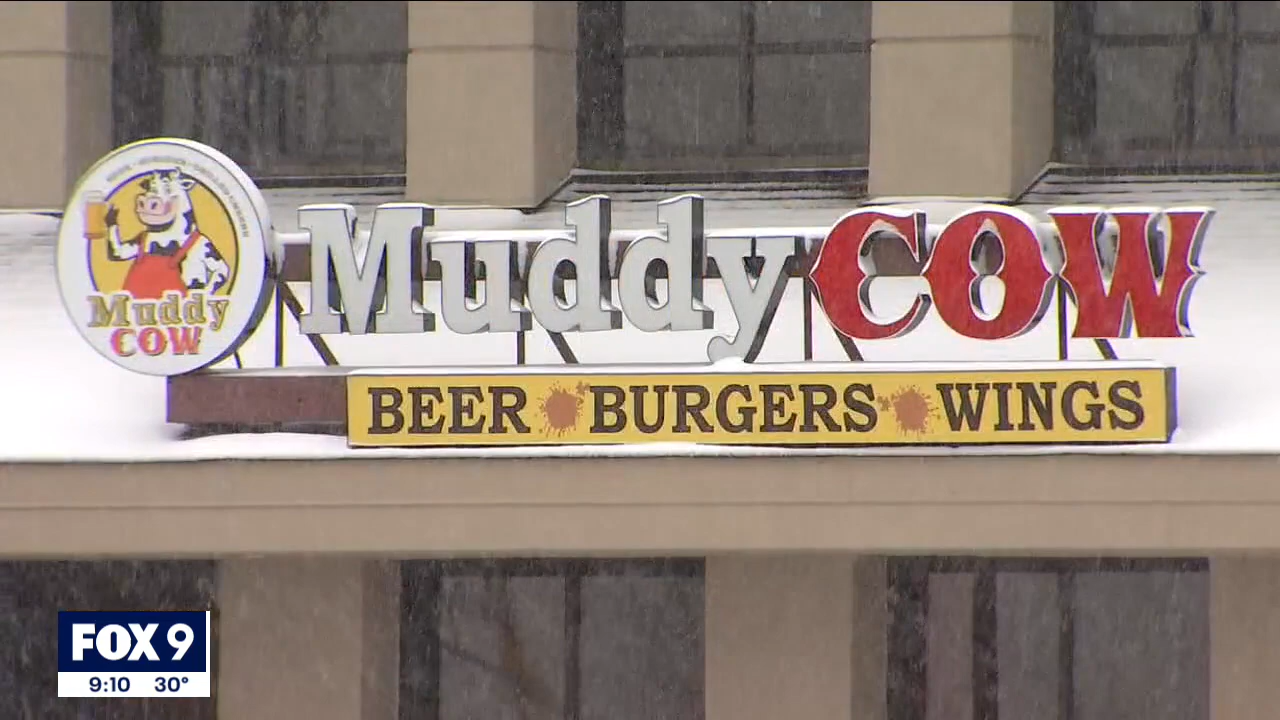 Muddy COW
Muddy
COW
BEER BURGERS WINGS
FOX 9
9:10 30°